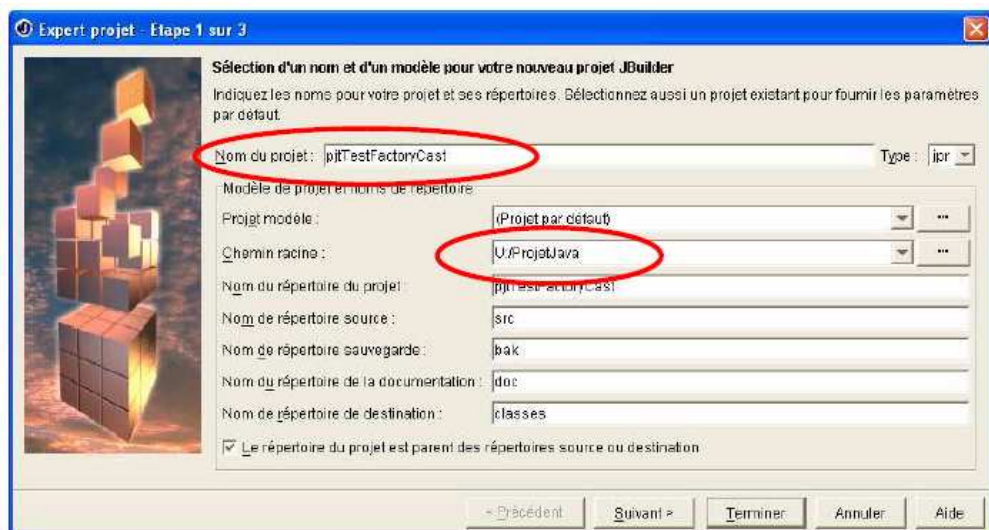 Expert projet - Etape 1 sur 3
Sélection d'un nom et d'un modèle pour votre nouveau projet JBuilder
Indiquez les noms pour votre projet et ses répertoires. Sélectionnez aussi un projet existant pour fournir les paramètres
par défaut.
Nom du projet : pjtTestFactoryCast Type : jpr
Modèle de projet et noms de répertoire
Projet modèle : (Projet par défaut) ...
Chemin racine : U:/ProjetJava ...
Nom du répertoire du projet : pjtTestFactoryCast
Nom de répertoire source : src
Nom de répertoire sauvegarde : bak
Nom du répertoire de la documentation : doc
Nom de répertoire de destination : classes
Le répertoire du projet est parent des répertoires source ou destination
< Précédent Suivant > Terminer Annuler Aide